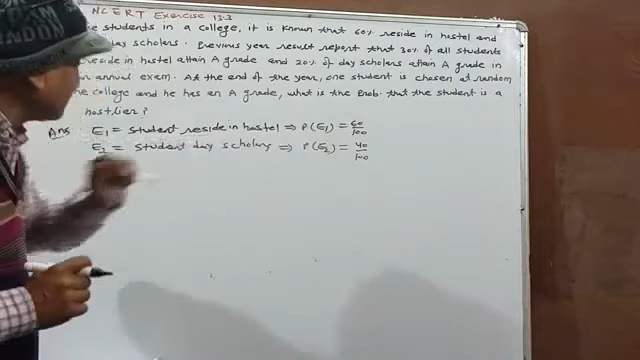 NCERT Exercise 13.3
students in a college, it is known that 60% reside in hostel and
day scholars. Previous year result report that 30% of all students
reside in hostel attain A grade and 20% of day scholars attain A grade in
annual exam. As the end of the year, one student is chosen at random
college and he has an A grade, what is the Prob. that the student is a
hostlier?
Ans E₁ = Student reside in hostel ⇒ P(E₁) = 60/100
E₂ = Student day scholars ⇒ P(E₂) = 40/100